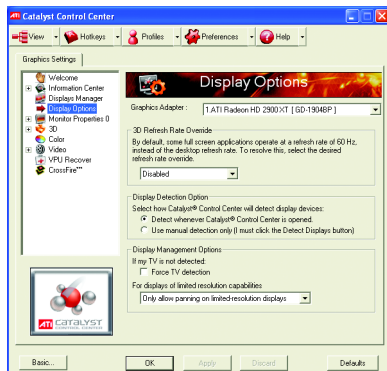 ATI Catalyst Control Center
View
Hotkeys
Profiles
Preferences
Help
Graphics Settings
Welcome
Information Center
Displays Manager
Display Options
Monitor Properties 0
3D
Color
Video
VPU Recover
CrossFire™
Display Options
Graphics Adapter :
1.ATI Radeon HD 2900 XT [ GD-1904BP ]
3D Refresh Rate Override
By default, some full screen applications operate at a refresh rate of 60 Hz,
instead of the desktop refresh rate. To resolve this, select the desired
refresh rate override.
Disabled
Display Detection Option
Select how Catalyst® Control Center will detect display devices:
Detect whenever Catalyst® Control Center is opened.
Use manual detection only (I must click the Detect Displays button)
Display Management Options
If my TV is not detected:
Force TV detection
For displays of limited resolution capabilities
Only allow panning on limited-resolution displays
ATI CATALYST
CONTROL CENTER
Basic...
OK
Apply
Discard
Defaults